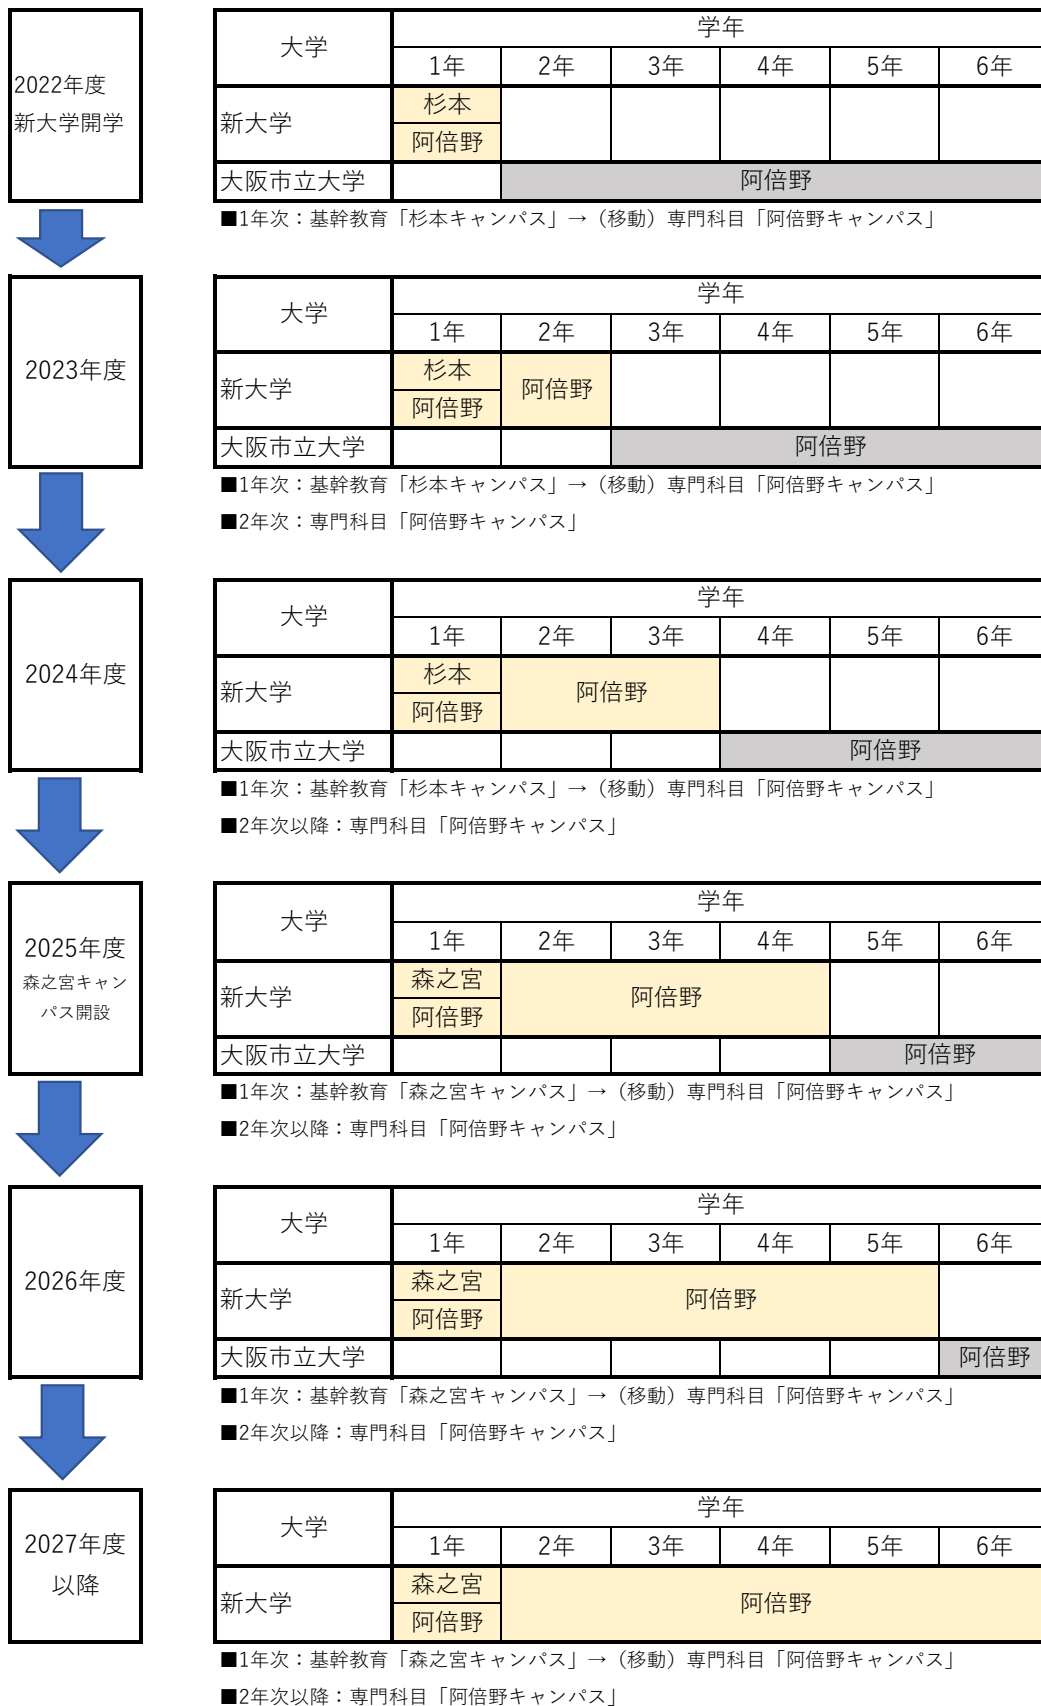 2022年度
新大学開学
大学
学年
1年 2年 3年 4年 5年 6年
新大学
杉本
阿倍野
大阪市立大学 阿倍野
■1年次：基幹教育「杉本キャンパス」→（移動）専門科目「阿倍野キャンパス」
2023年度
大学
学年
1年 2年 3年 4年 5年 6年
新大学
杉本
阿倍野
阿倍野
大阪市立大学 阿倍野
■1年次：基幹教育「杉本キャンパス」→（移動）専門科目「阿倍野キャンパス」
■2年次：専門科目「阿倍野キャンパス」
2024年度
大学
学年
1年 2年 3年 4年 5年 6年
新大学
杉本
阿倍野
阿倍野
大阪市立大学 阿倍野
■1年次：基幹教育「杉本キャンパス」→（移動）専門科目「阿倍野キャンパス」
■2年次以降：専門科目「阿倍野キャンパス」
2025年度
森之宮キャン
パス開設
大学
学年
1年 2年 3年 4年 5年 6年
新大学
森之宮
阿倍野
阿倍野
大阪市立大学 阿倍野
■1年次：基幹教育「森之宮キャンパス」→（移動）専門科目「阿倍野キャンパス」
■2年次以降：専門科目「阿倍野キャンパス」
2026年度
大学
学年
1年 2年 3年 4年 5年 6年
新大学
森之宮
阿倍野
阿倍野
大阪市立大学 阿倍野
■1年次：基幹教育「森之宮キャンパス」→（移動）専門科目「阿倍野キャンパス」
■2年次以降：専門科目「阿倍野キャンパス」
2027年度
以降
大学
学年
1年 2年 3年 4年 5年 6年
新大学
森之宮
阿倍野
阿倍野
■1年次：基幹教育「森之宮キャンパス」→（移動）専門科目「阿倍野キャンパス」
■2年次以降：専門科目「阿倍野キャンパス」